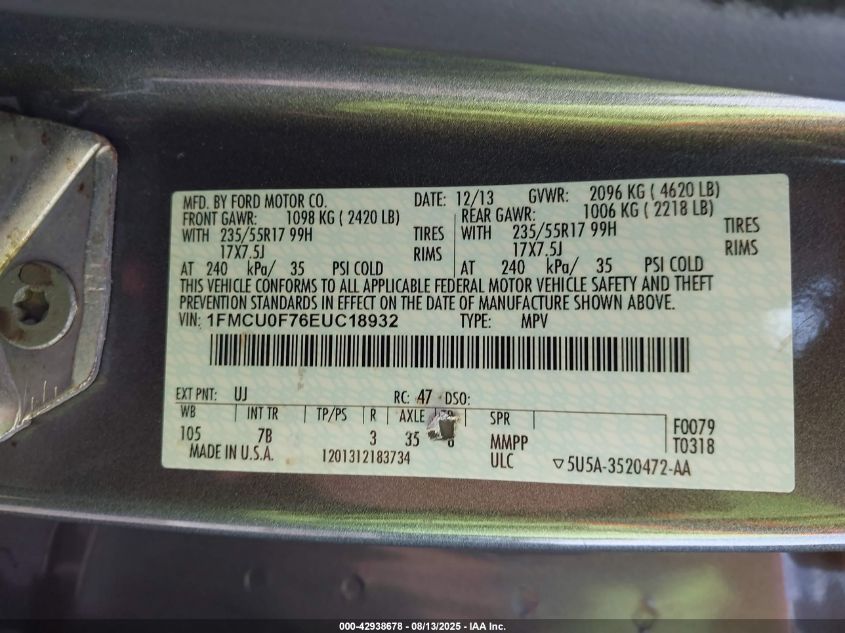 MFD. BY FORD MOTOR CO. DATE: 12/13 GVWR: 2096 KG ( 4620 LB)
FRONT GAWR: 1098 KG ( 2420 LB) REAR GAWR: 1006 KG ( 2218 LB)
WITH 235/55R17 99H TIRES WITH 235/55R17 99H TIRES
17X7.5J RIMS 17X7.5J RIMS
AT 240 kPa/ 35 PSI COLD AT 240 kPa/ 35 PSI COLD
THIS VEHICLE CONFORMS TO ALL APPLICABLE FEDERAL MOTOR VEHICLE SAFETY AND THEFT
PREVENTION STANDARDS IN EFFECT ON THE DATE OF MANUFACTURE SHOWN ABOVE.
VIN: 1FMCU0F76EUC18932 TYPE: MPV
EXT PNT: UJ RC: 47 DSO:
WB INT TR TP/PS R AXLE SPR F0079
105 7B 3 35 MMPP T0318
MADE IN U.S.A. 1201312183734 ULC ▽5U5A-3520472-AA
000-42938678 - 08/13/2025 - IAA Inc.